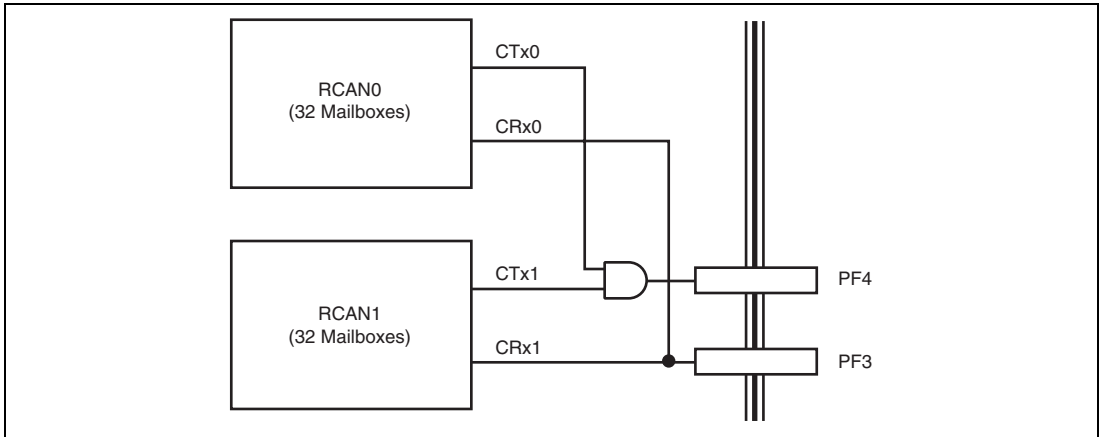 RCAN0
(32 Mailboxes)
CTx0
CRx0
RCAN1
(32 Mailboxes)
CTx1
CRx1
PF4
PF3